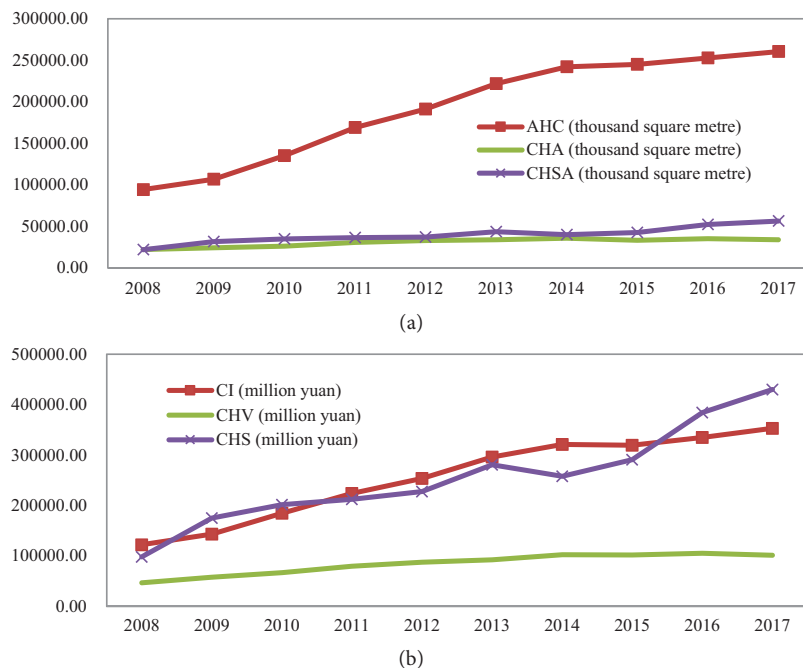 300000.00
250000.00
200000.00
150000.00
100000.00
50000.00
0.00
AHC (thousand square metre)
CHA (thousand square metre)
CHSA (thousand square metre)
2008 2009 2010 2011 2012 2013 2014 2015 2016 2017
(a)
500000.00
400000.00
300000.00
200000.00
100000.00
0.00
CI (million yuan)
CHV (million yuan)
CHS (million yuan)
2008 2009 2010 2011 2012 2013 2014 2015 2016 2017
(b)